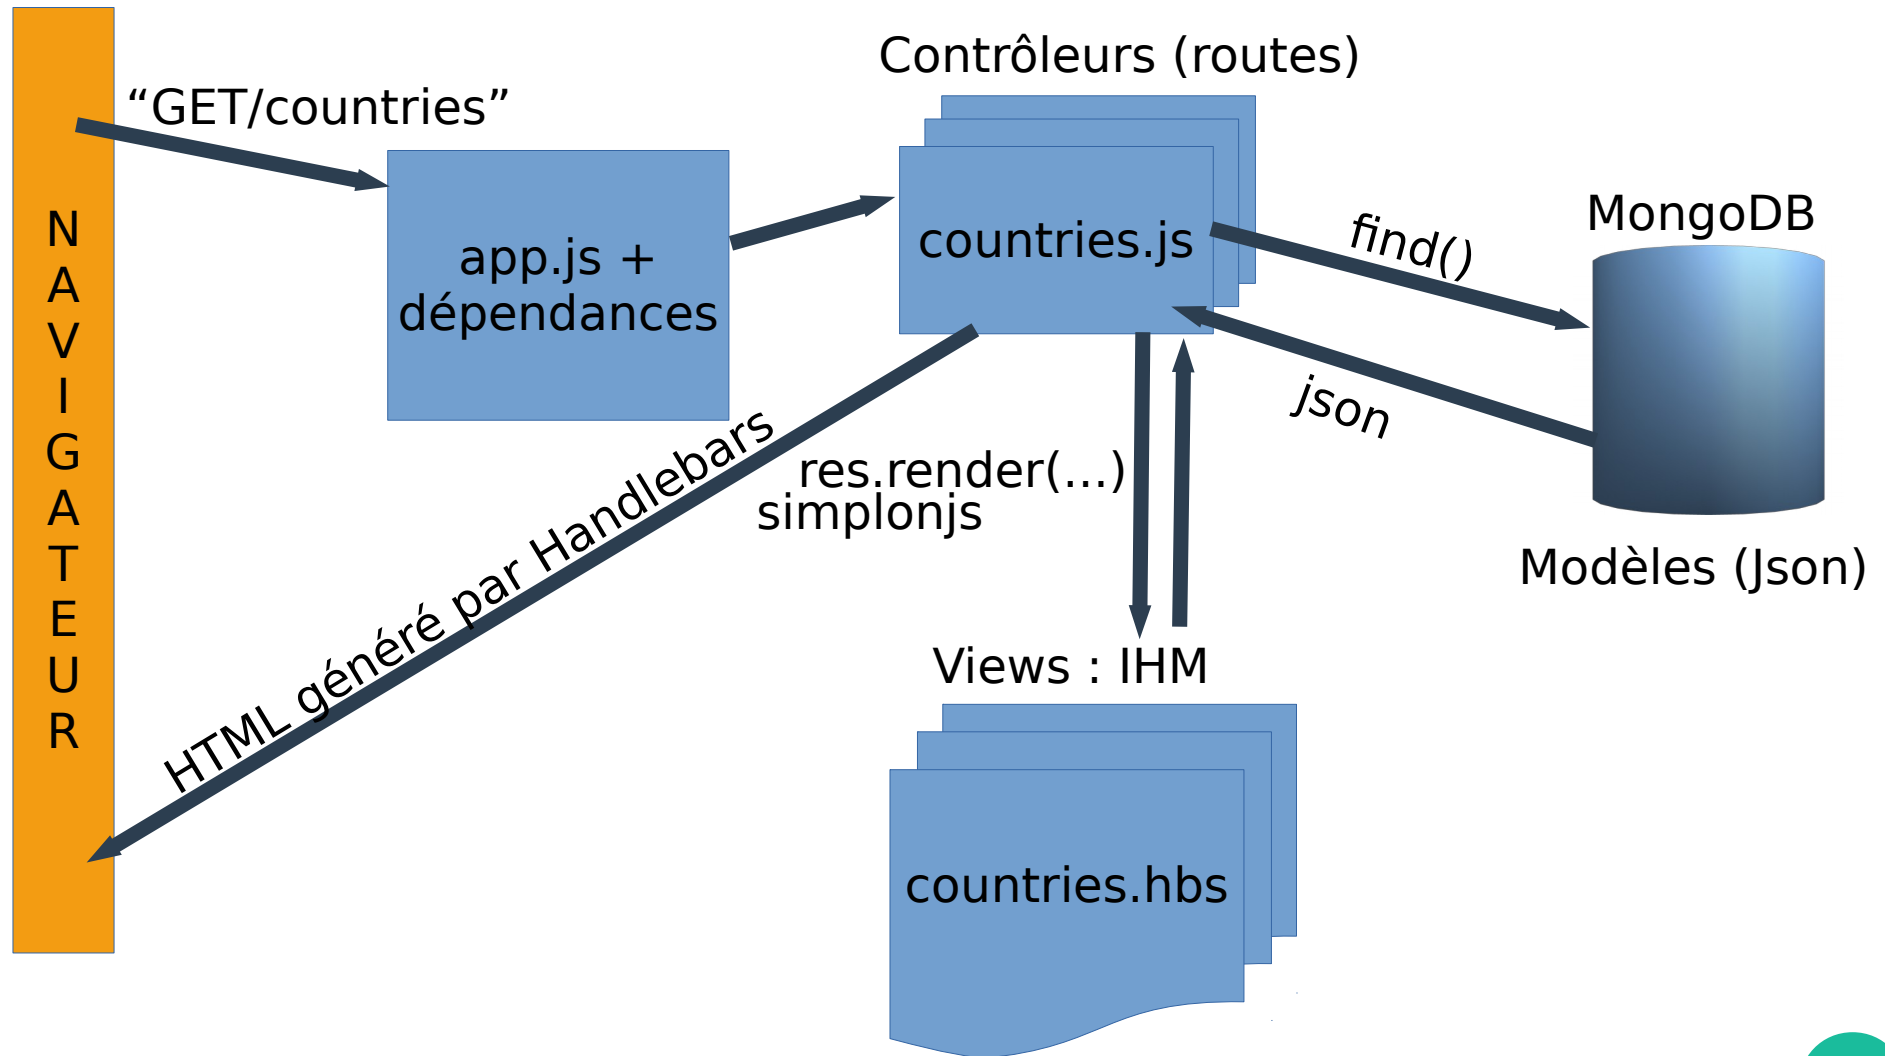 Contrôleurs (routes)
“GET/countries”
NAVIGATEUR
app.js +
dépendances
countries.js
find()
MongoDB
json
Modèles (Json)
res.render(...)
simplonjs
HTML généré par Handlebars
Views : IHM
countries.hbs